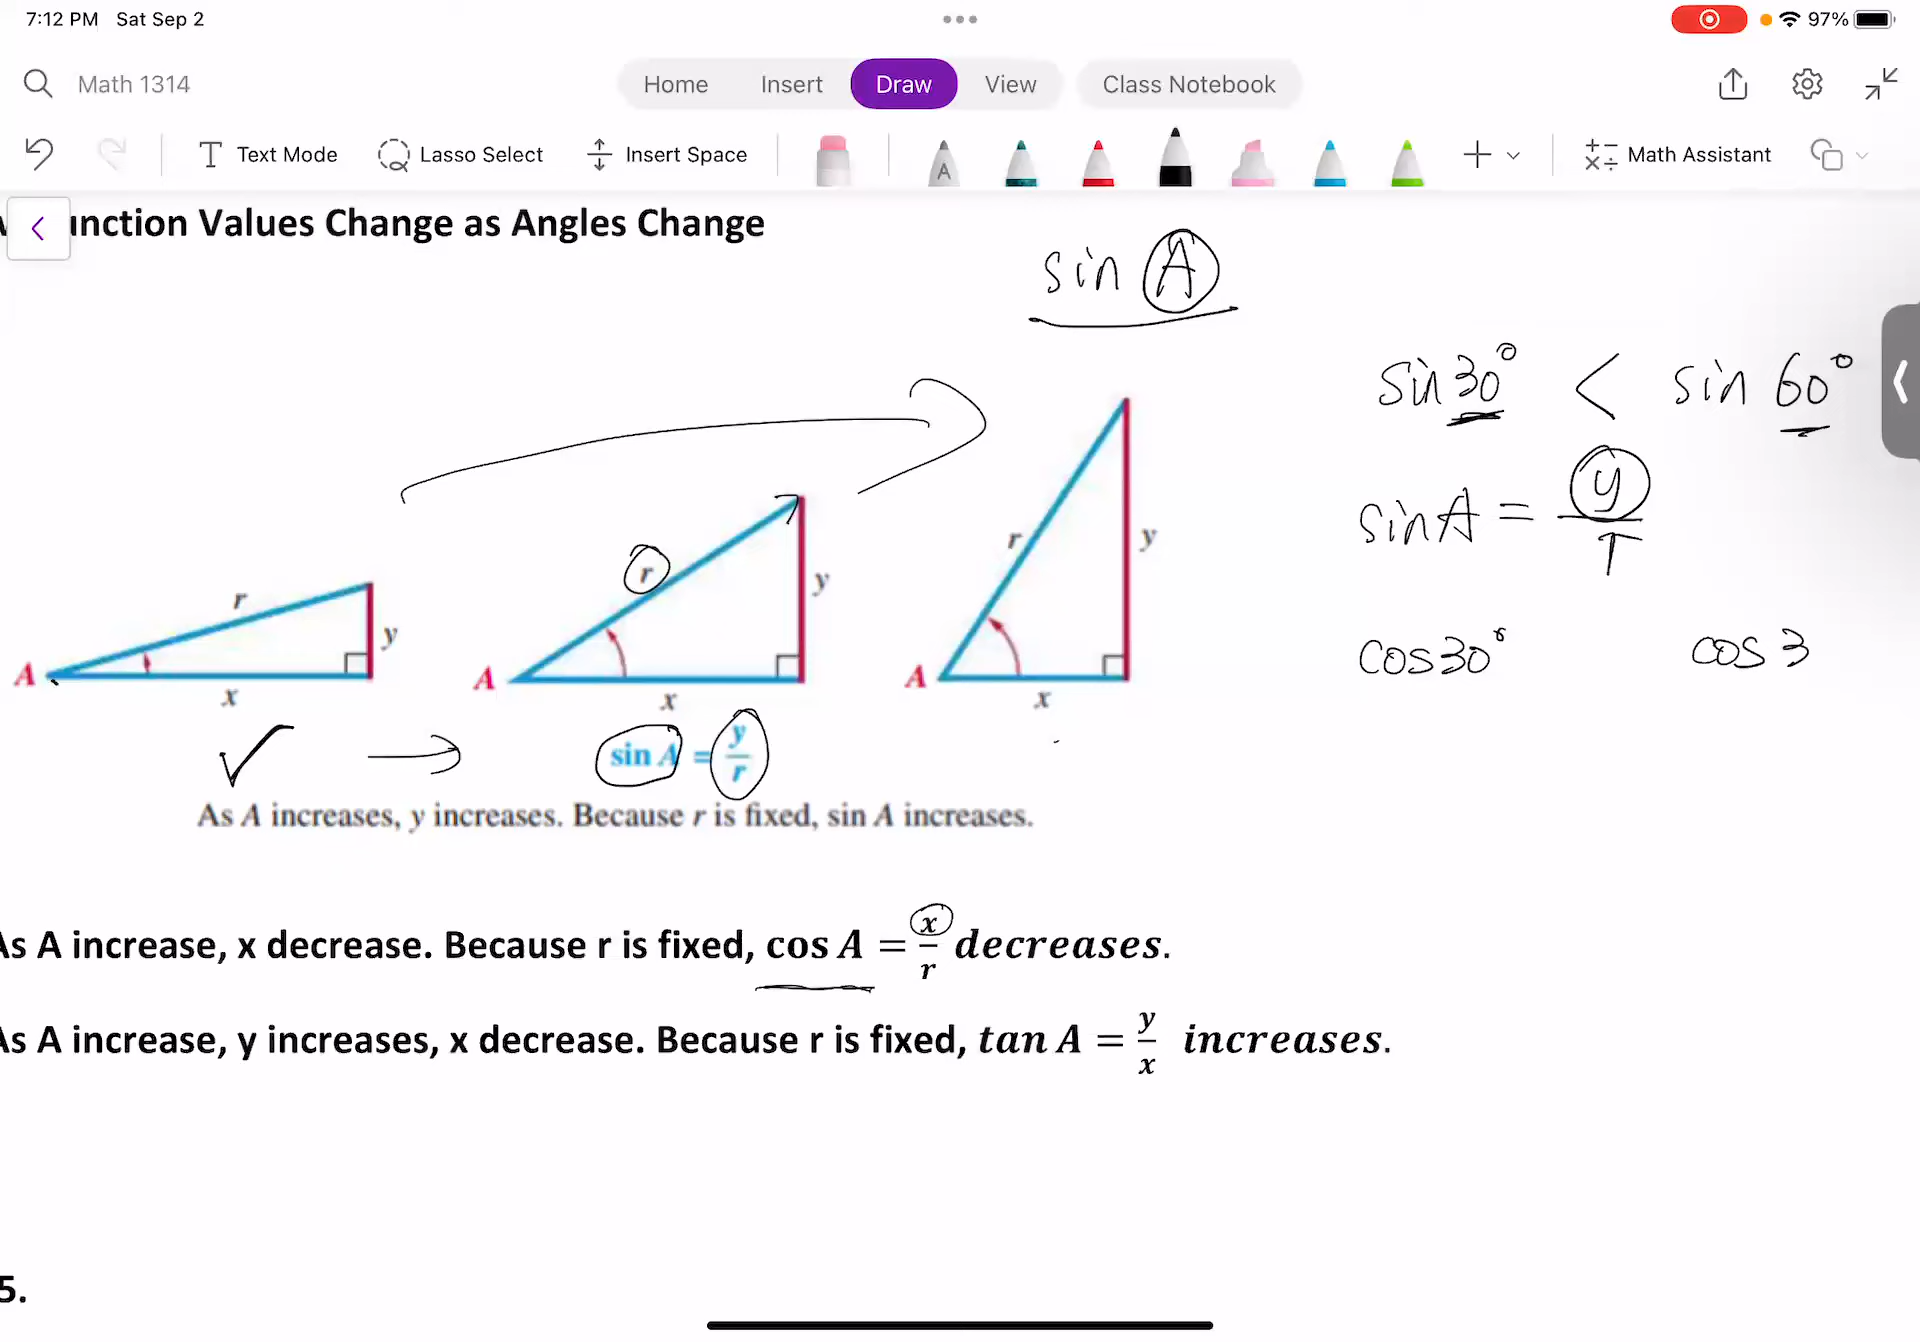 7:12 PM Sat Sep 2 97%
Math 1314 Home Insert Draw View Class Notebook
Text Mode Lasso Select Insert Space A Math Assistant
unction Values Change as Angles Change
sin A
sin 30° < sin 60°
sin A = y/r
cos 30° cos 3
r y A x
r y A x
r y A x
sin A = y/r
As A increases, y increases. Because r is fixed, sin A increases.
As A increase, x decrease. Because r is fixed, cos A = x/r decreases.
As A increase, y increases, x decrease. Because r is fixed, tan A = y/x increases.
5.